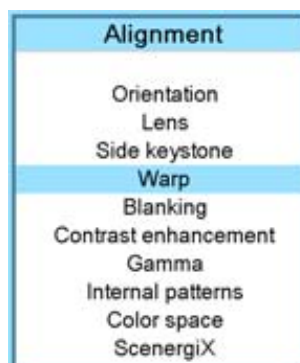 Alignment
Orientation
Lens
Side keystone
Warp
Blanking
Contrast enhancement
Gamma
Internal patterns
Color space
ScenergiX